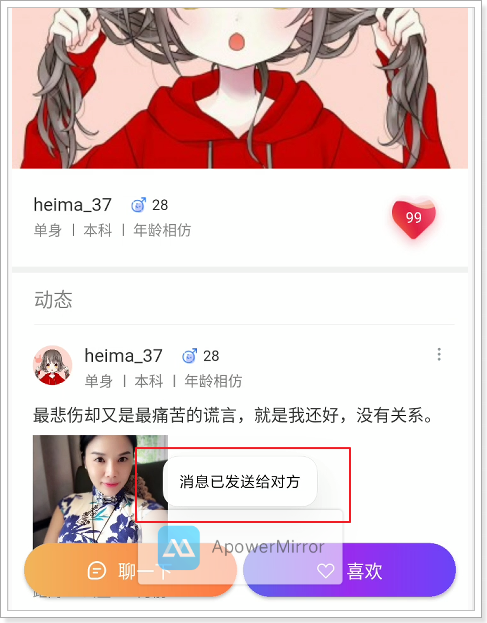 heima_37 28
单身 | 本科 | 年龄相仿
99
动态
heima_37 28
单身 | 本科 | 年龄相仿
最悲伤却又是最痛苦的谎言，就是我还好，没有关系。
消息已发送给对方
ApowerMirror
聊一下
喜欢